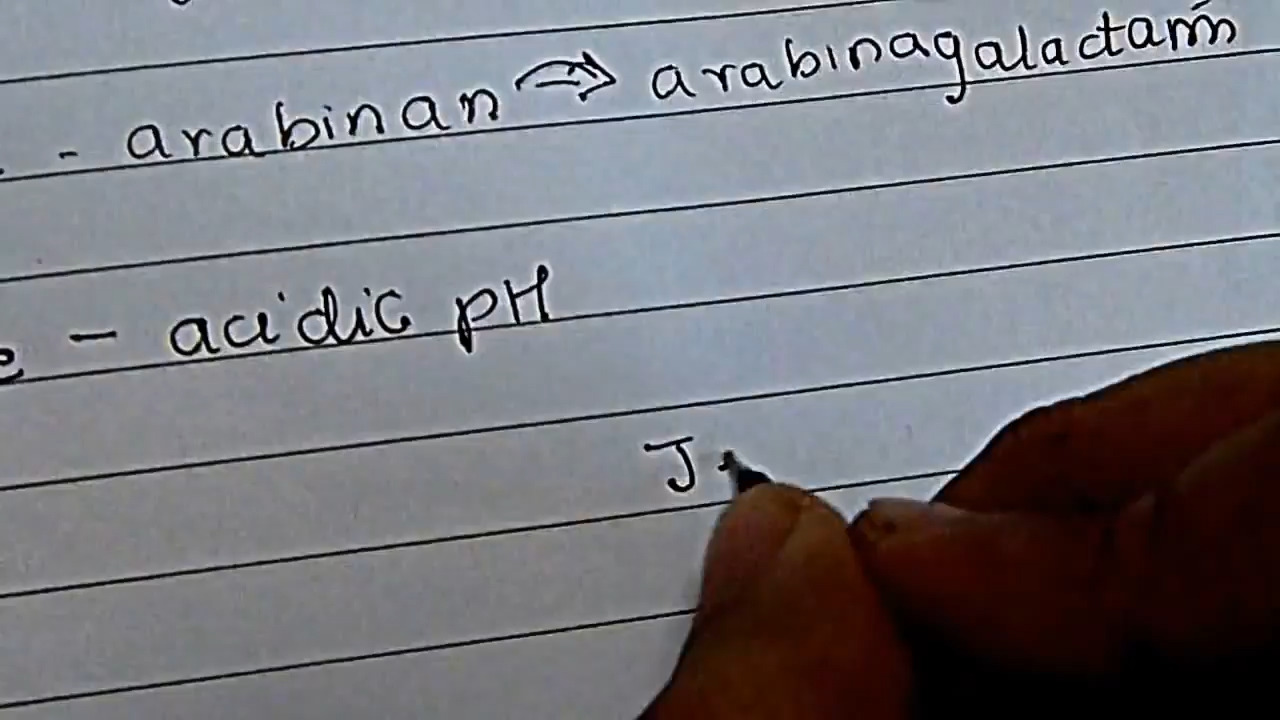 - arabinan ⇒ arabinagalactam
e - acidic pH
J